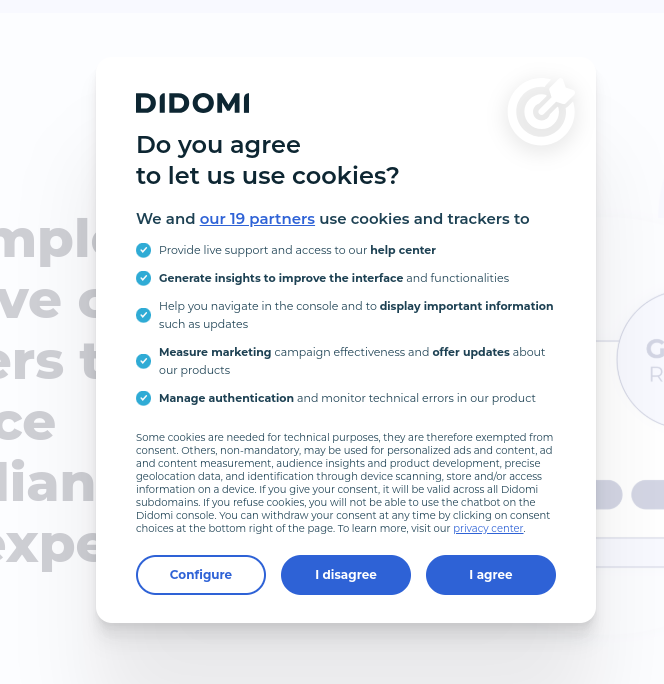 DIDOMI
Do you agree
to let us use cookies?
We and our 19 partners use cookies and trackers to
Provide live support and access to our help center
Generate insights to improve the interface and functionalities
Help you navigate in the console and to display important information
such as updates
Measure marketing campaign effectiveness and offer updates about
our products
Manage authentication and monitor technical errors in our product
Some cookies are needed for technical purposes, they are therefore exempted from
consent. Others, non-mandatory, may be used for personalized ads and content, ad
and content measurement, audience insights and product development, precise
geolocation data, and identification through device scanning, store and/or access
information on a device. If you give your consent, it will be valid across all Didomi
subdomains. If you refuse cookies, you will not be able to use the chatbot on the
Didomi console. You can withdraw your consent at any time by clicking on consent
choices at the bottom right of the page. To learn more, visit our privacy center.
Configure
I disagree
I agree